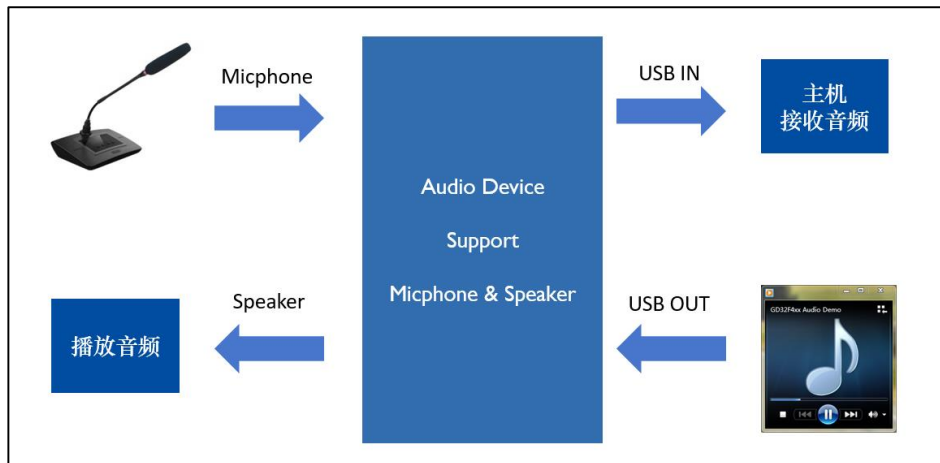 Micphone
USB IN
主机
接收音频
Audio Device
Support
Micphone & Speaker
Speaker
播放音频
USB OUT
GD32F4xx Audio Demo